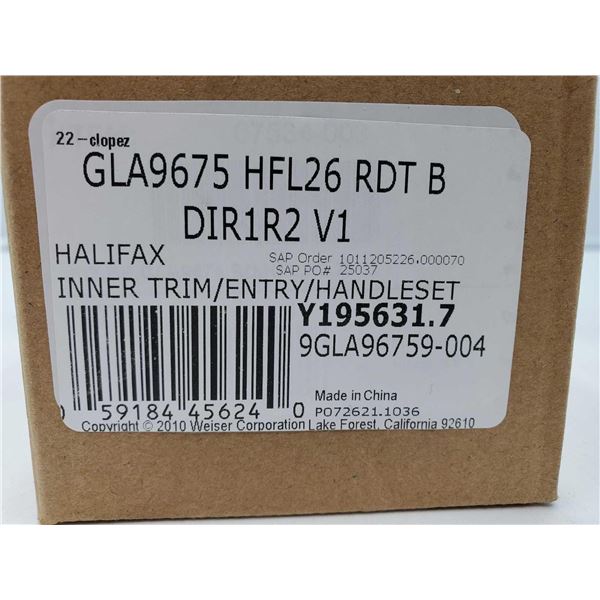 22-clopez
GLA9675 HFL26 RDT B
DIR1R2 V1
HALIFAX
SAP Order 1011205226.000070
SAP PO# 25037
INNER TRIM/ENTRY/HANDLESET
Y195631.7
9GLA96759-004
Made in China
PO72621.1036
0 59184 45624 0
Copyright © 2010 Weiser Corporation Lake Forest, California 92610